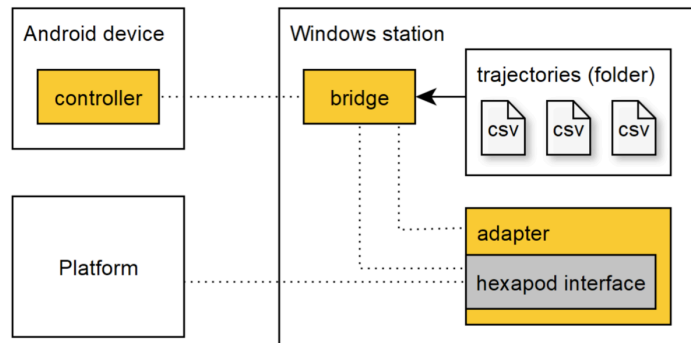 Android device
controller
Windows station
bridge
trajectories (folder)
csv
csv
csv
Platform
adapter
hexapod interface